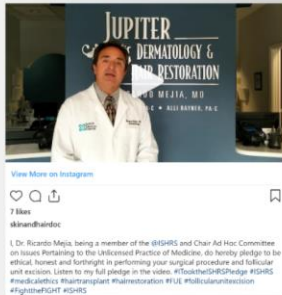 JUPITER
DERMATOLOGY &
HAIR RESTORATION
RICARDO MEJIA, MD
ALLI RAYNER, PA-C
View More on Instagram
7 likes
skinandhairdoc
I, Dr. Ricardo Mejia, being a member of the @ISHRS and Chair Ad Hoc Committee
on Issues Pertaining to the Unlicensed Practice of Medicine, do hereby pledge to be
ethical, honest and forthright in performing your surgical procedure and follicular
unit excision. Listen to my full pledge in the video. #ITooktheISHRSPledge #ISHRS
#medicalethics #hairtransplant #hairrestoration #FUE #follicularunitexcision
#FighttheFIGHT #ISHRS